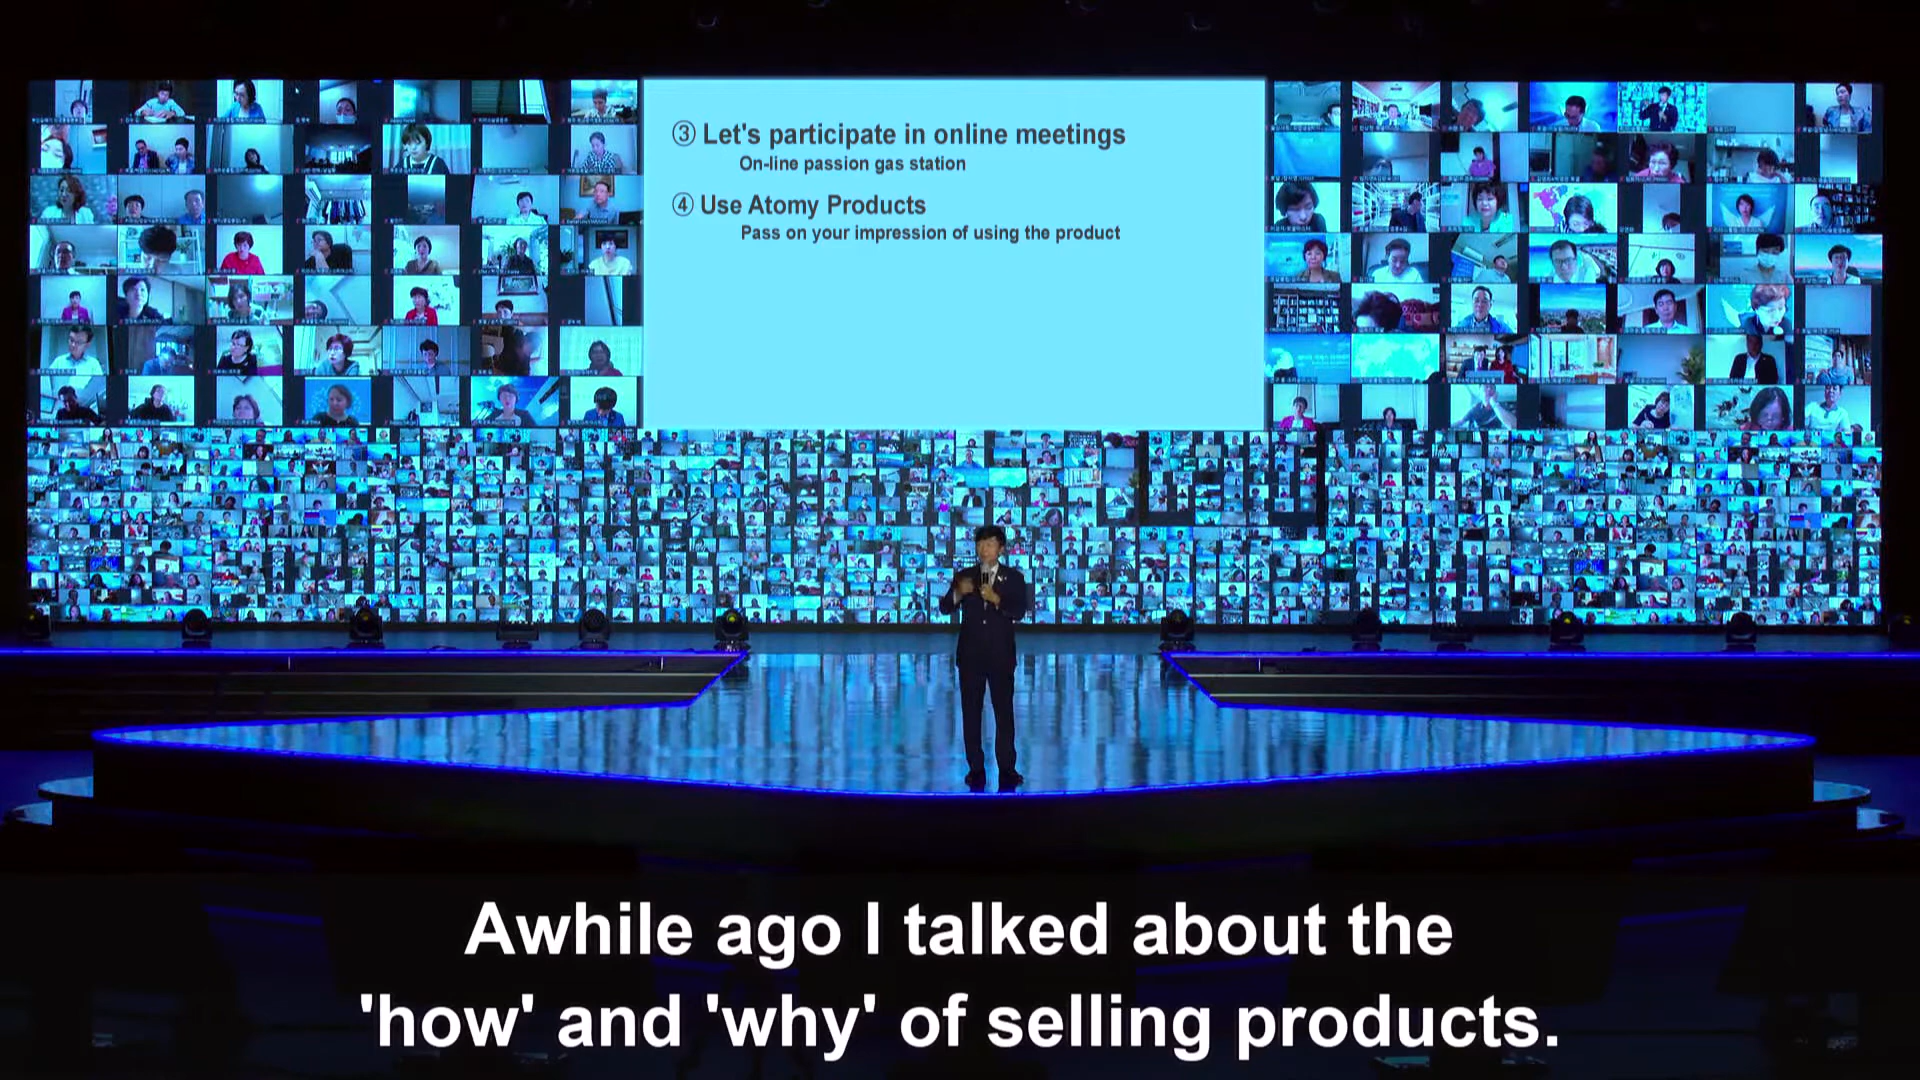 ③ Let's participate in online meetings
On-line passion gas station
④ Use Atomy Products
Pass on your impression of using the product
Awhile ago I talked about the
'how' and 'why' of selling products.